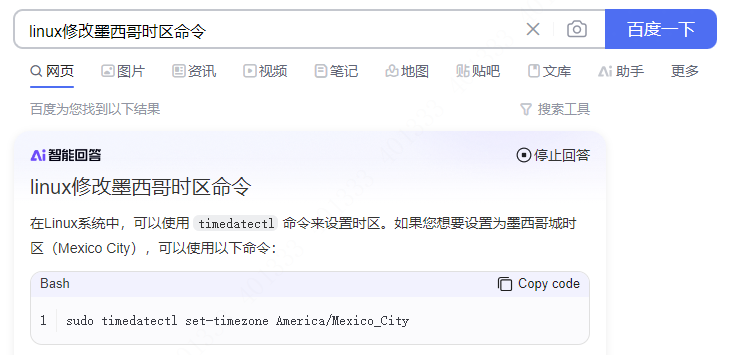 linux修改墨西哥时区命令
百度一下
网页 图片 资讯 视频 笔记 地图 贴吧 文库 助手 更多
百度为您找到以下结果
搜索工具
Ai智能回答
停止回答
linux修改墨西哥时区命令
在Linux系统中，可以使用 timedatectl 命令来设置时区。如果您想要设置为墨西哥城时
区（Mexico City），可以使用以下命令：
Bash
Copy code
1 sudo timedatectl set-timezone America/Mexico_City